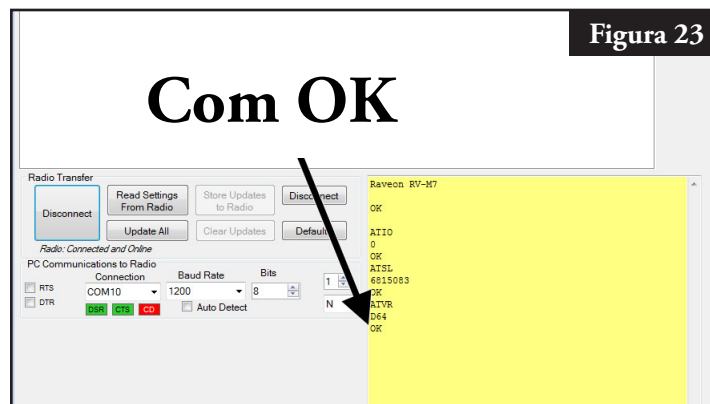 Figura 23
Com OK
Radio Transfer
Disconnect
Read Settings
From Radio
Store Updates
to Radio
Disconnect
Update All
Clear Updates
Radio: Connected and Online
PC Communications to Radio
Connection
Baud Rate
Bits
RTS
COM10
1200
8
1
DTR
DSR
CTS
CD
Auto Detect
N
Raveon RV-M7
OK
ATIO
0
OK
ATSL
6815083
OK
ATVR
D64
OK